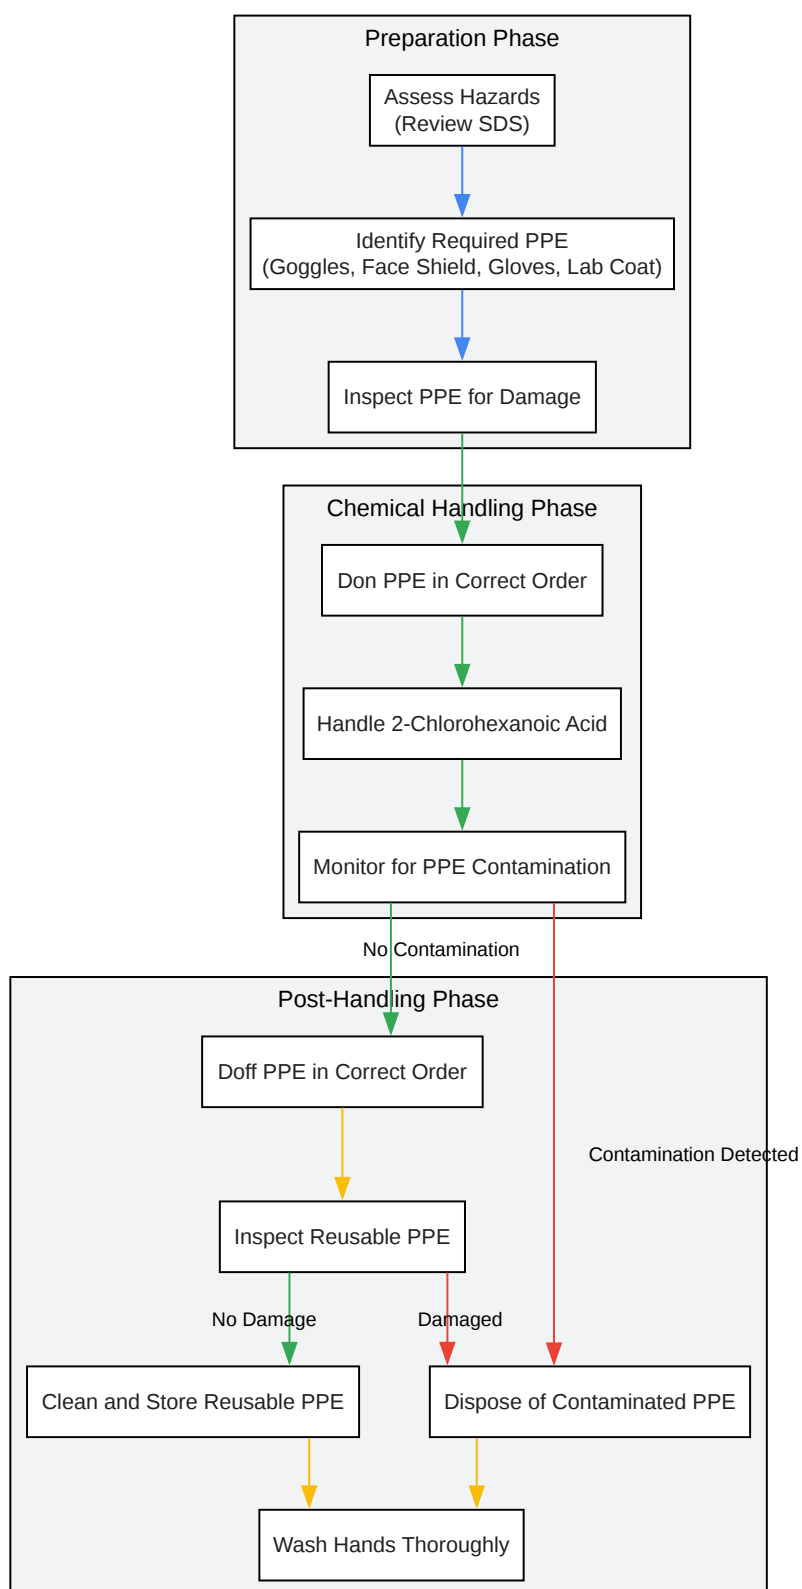 Preparation Phase
Assess Hazards
(Review SDS)
Identify Required PPE
(Goggles, Face Shield, Gloves, Lab Coat)
Inspect PPE for Damage
Chemical Handling Phase
Don PPE in Correct Order
Handle 2-Chlorohexanoic Acid
Monitor for PPE Contamination
No Contamination
Post-Handling Phase
Doff PPE in Correct Order
Contamination Detected
Inspect Reusable PPE
No Damage
Damaged
Clean and Store Reusable PPE
Dispose of Contaminated PPE
Wash Hands Thoroughly